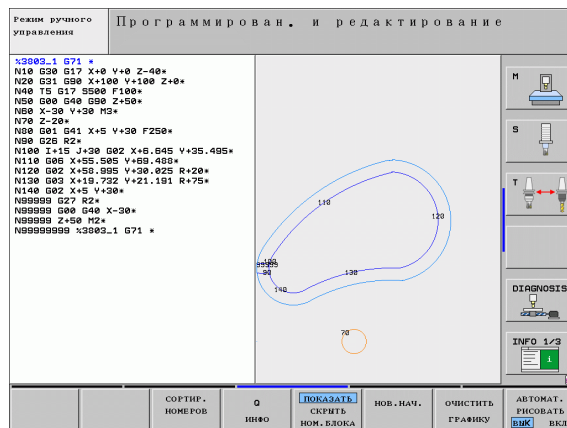 Режим ручного
управления
Программирован. и редактирование
%3803_1 G71 *
N10 G30 G17 X+0 Y+0 Z-40*
N20 G31 G90 X+100 Y+100 Z+0*
N40 T5 G17 S500 F100*
N50 G00 G40 G90 Z+50*
N60 X-30 Y+30 M3*
N70 Z-20*
N80 G01 G41 X+5 Y+30 F250*
N90 G26 R2*
N100 I+15 J+30 G02 X+6.645 Y+35.495*
N110 G06 X+55.505 Y+69.488*
N120 G02 X+58.995 Y+30.025 R+20*
N130 G03 X+19.732 Y+21.191 R+75*
N140 G02 X+5 Y+30*
N99999 G27 R2*
N99999 G00 G40 X-30*
N99999 Z+50 M2*
N99999999 %3803_1 G71 *
110
120
130
90
140
70
M
S
T
DIAGNOSIS
INFO 1/3
СОРТИР.
НОМЕРОВ
Q
ИНФО
ПОКАЗАТЬ
СКРЫТЬ
НОМ.БЛОКА
НОВ.НАЧ.
ОЧИСТИТЬ
ГРАФИКУ
АВТОМАТ.
РИСОВАТЬ
ВЫК ВКЛ